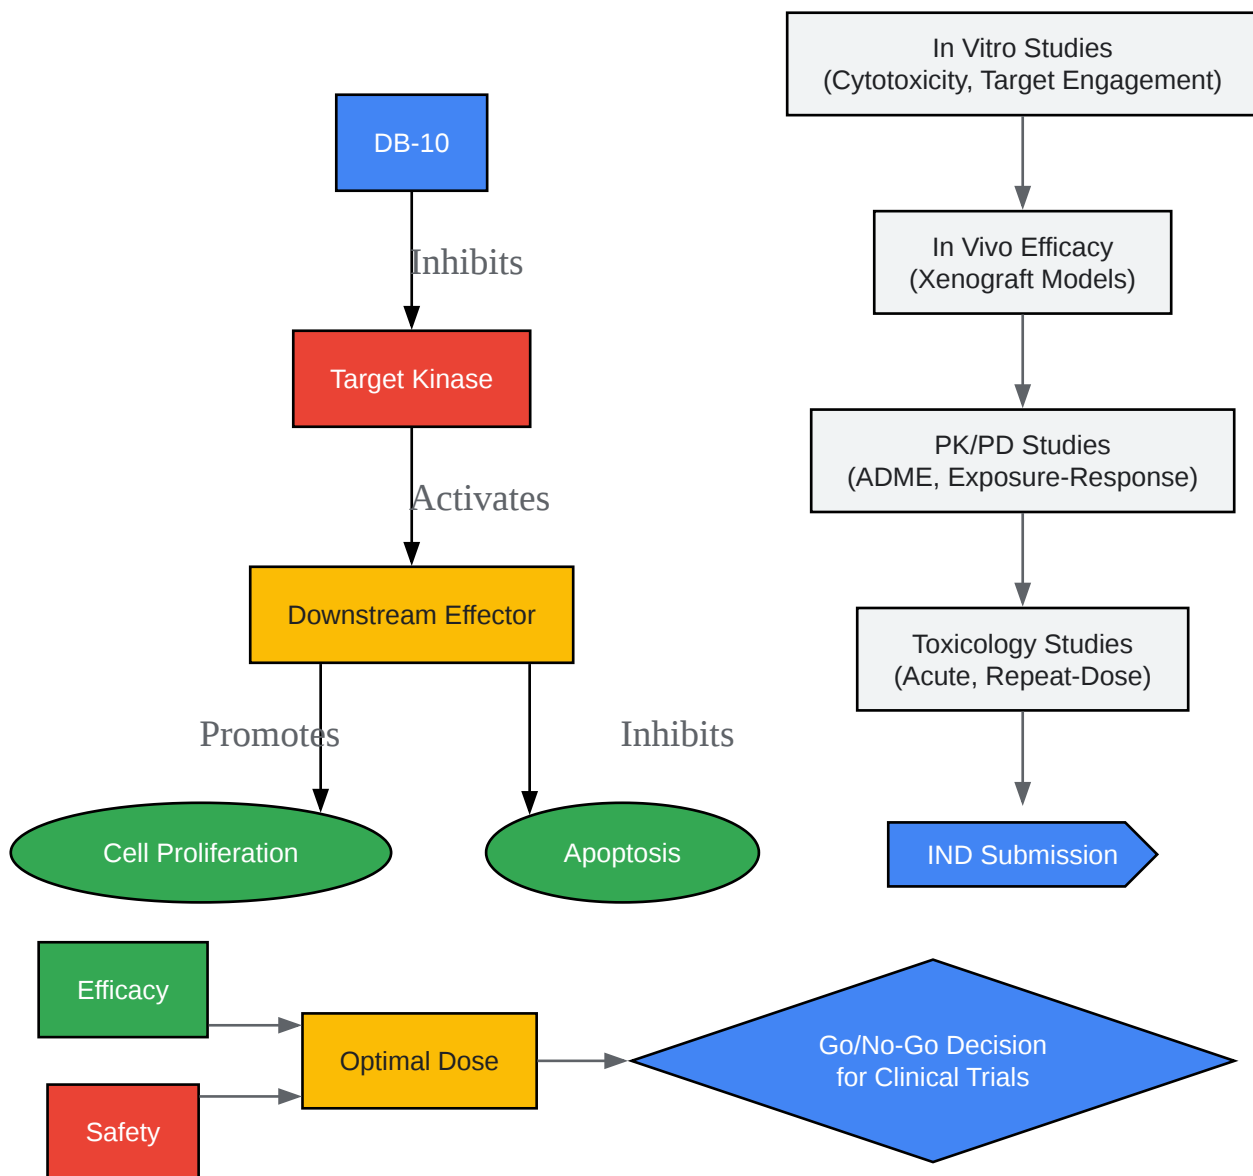 DB-10
Inhibits
Target Kinase
Activates
Downstream Effector
Promotes
Inhibits
Cell Proliferation
Apoptosis
In Vitro Studies
(Cytotoxicity, Target Engagement)
In Vivo Efficacy
(Xenograft Models)
PK/PD Studies
(ADME, Exposure-Response)
Toxicology Studies
(Acute, Repeat-Dose)
IND Submission
Efficacy
Safety
Optimal Dose
Go/No-Go Decision
for Clinical Trials